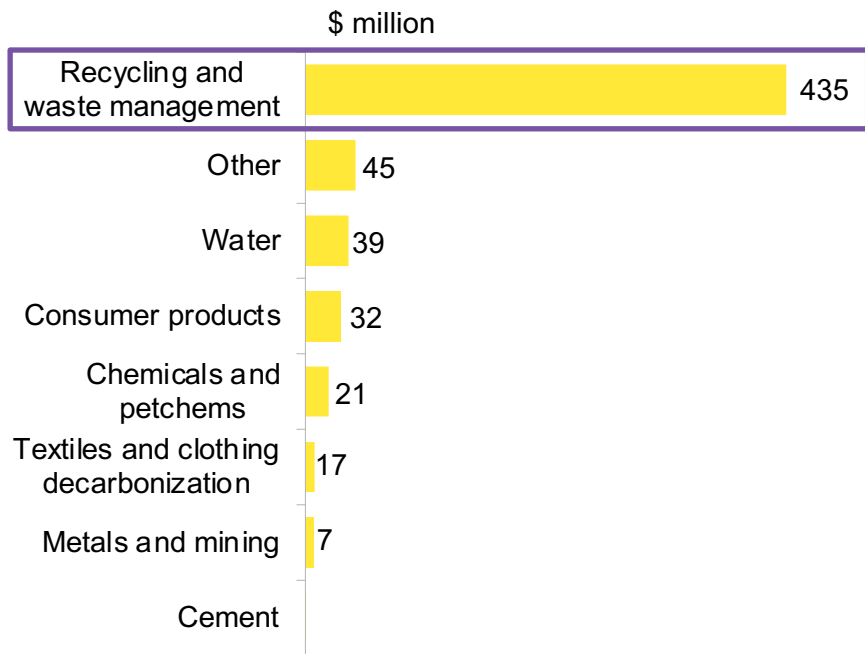 $ million
Recycling and
waste management
435
Other
45
Water
39
Consumer products
32
Chemicals and
petchems
21
Textiles and clothing
decarbonization
17
Metals and mining
7
Cement